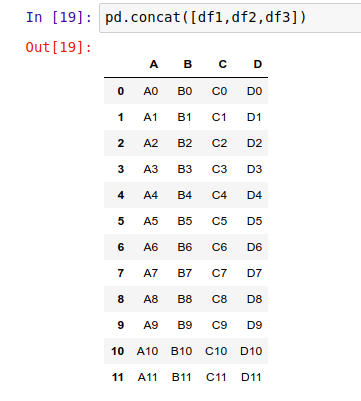 In [19]: pd.concat([df1,df2,df3])
Out[19]:
A B C D
0 A0 B0 C0 D0
1 A1 B1 C1 D1
2 A2 B2 C2 D2
3 A3 B3 C3 D3
4 A4 B4 C4 D4
5 A5 B5 C5 D5
6 A6 B6 C6 D6
7 A7 B7 C7 D7
8 A8 B8 C8 D8
9 A9 B9 C9 D9
10 A10 B10 C10 D10
11 A11 B11 C11 D11